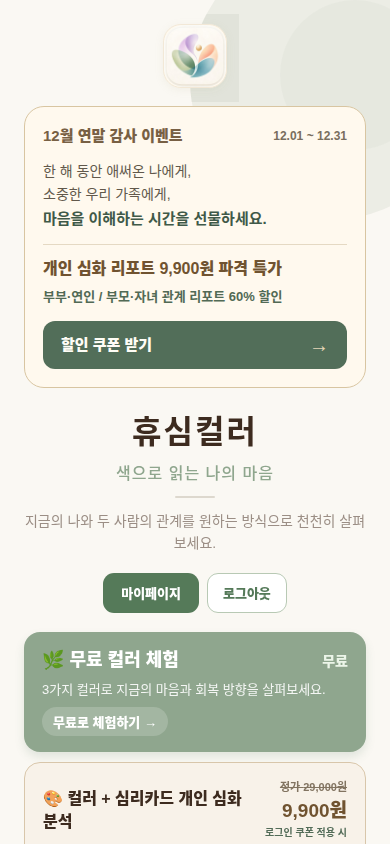 12월 연말 감사 이벤트 12.01 ~ 12.31
한 해 동안 애써온 나에게,
소중한 우리 가족에게,
마음을 이해하는 시간을 선물하세요.
개인 심화 리포트 9,900원 파격 특가
부부·연인 / 부모·자녀 관계 리포트 60% 할인
할인 쿠폰 받기 →
휴심컬러
색으로 읽는 나의 마음
지금의 나와 두 사람의 관계를 원하는 방식으로 천천히 살펴
보세요.
마이페이지 로그아웃
🌿 무료 컬러 체험 무료
3가지 컬러로 지금의 마음과 회복 방향을 살펴보세요.
무료로 체험하기 →
정가 29,000원
🎨 컬러 + 심리카드 개인 심화
분석
9,900원
로그인 쿠폰 적용 시